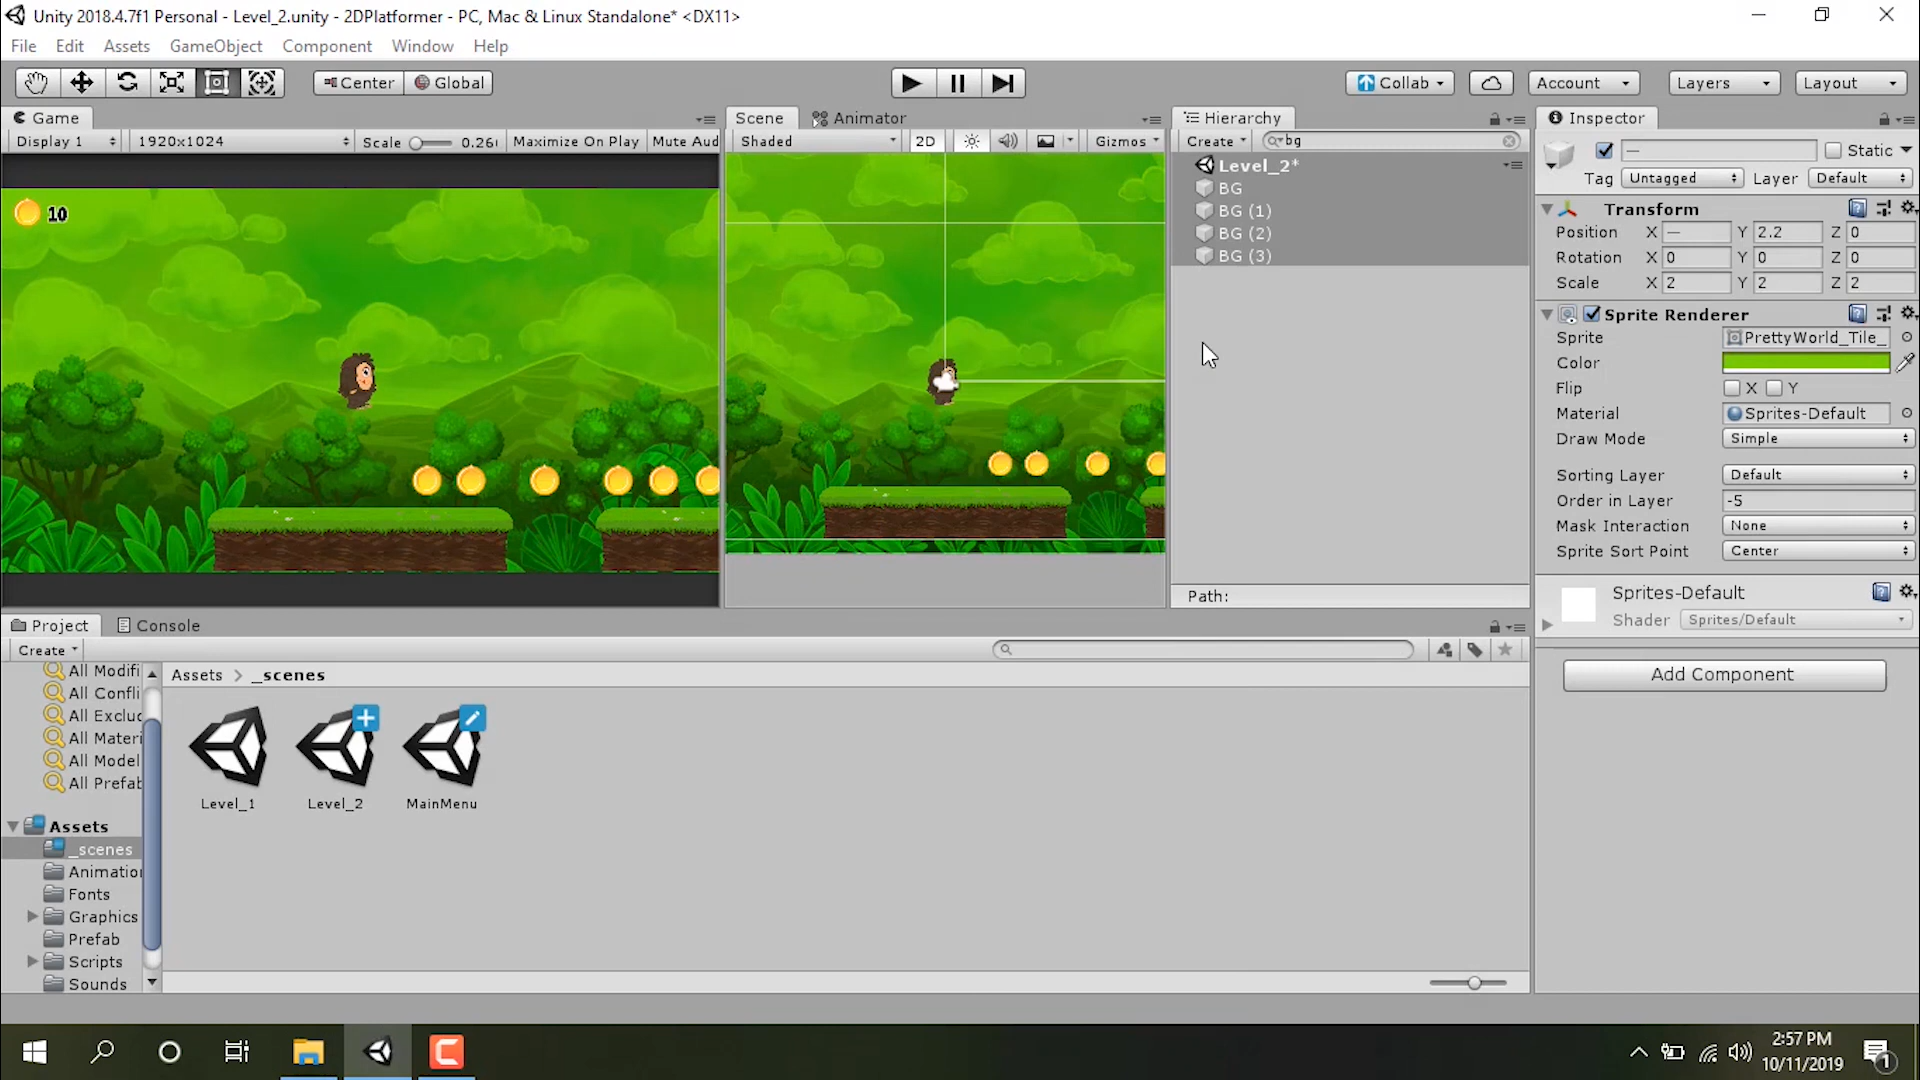 Unity 2018.4.7f1 Personal - Level_2.unity - 2DPlatformer - PC, Mac & Linux Standalone* <DX11>
File Edit Assets GameObject Component Window Help
Center Global Collab Account Layers Layout
Game
Display 1 1920x1024 Scale 0.26 Maximize On Play Mute Aud
10
Scene Animator
Shaded 2D Gizmos
Hierarchy
Create bg
Level_2*
BG
BG (1)
BG (2)
BG (3)
Path:
Inspector
— Static
Tag Untagged Layer Default
Transform
Position X — Y 2.2 Z 0
Rotation X 0 Y 0 Z 0
Scale X 2 Y 2 Z 2
Sprite Renderer
Sprite PrettyWorld_Tile_
Color
Flip X Y
Material Sprites-Default
Draw Mode Simple
Sorting Layer Default
Order in Layer -5
Mask Interaction None
Sprite Sort Point Center
Sprites-Default
Shader Sprites/Default
Add Component
Project Console
Create
All Modifi
All Confli
All Exclud
All Materi
All Model
All Prefab
Assets
_scenes
Animation
Fonts
Graphics
Prefab
Scripts
Sounds
Assets > _scenes
Level_1 Level_2 MainMenu
2:57 PM
10/11/2019
1